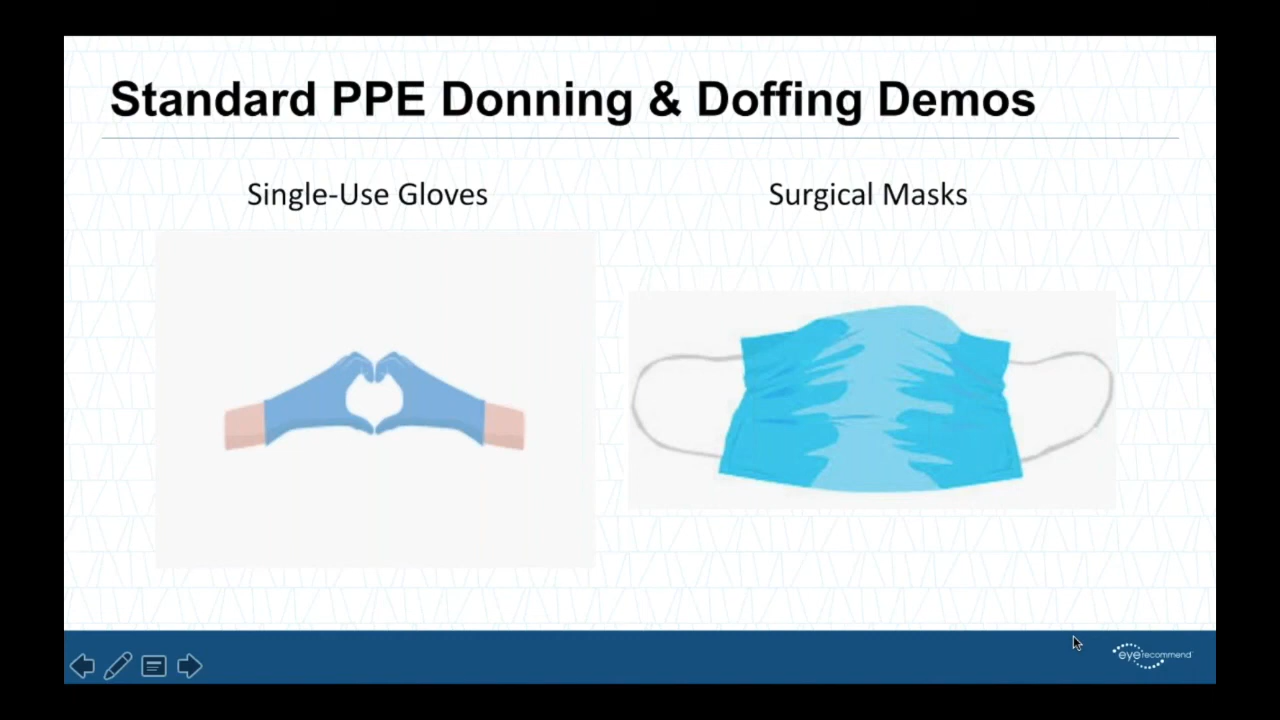 Standard PPE Donning & Doffing Demos
Single-Use Gloves
Surgical Masks
eyerecommend